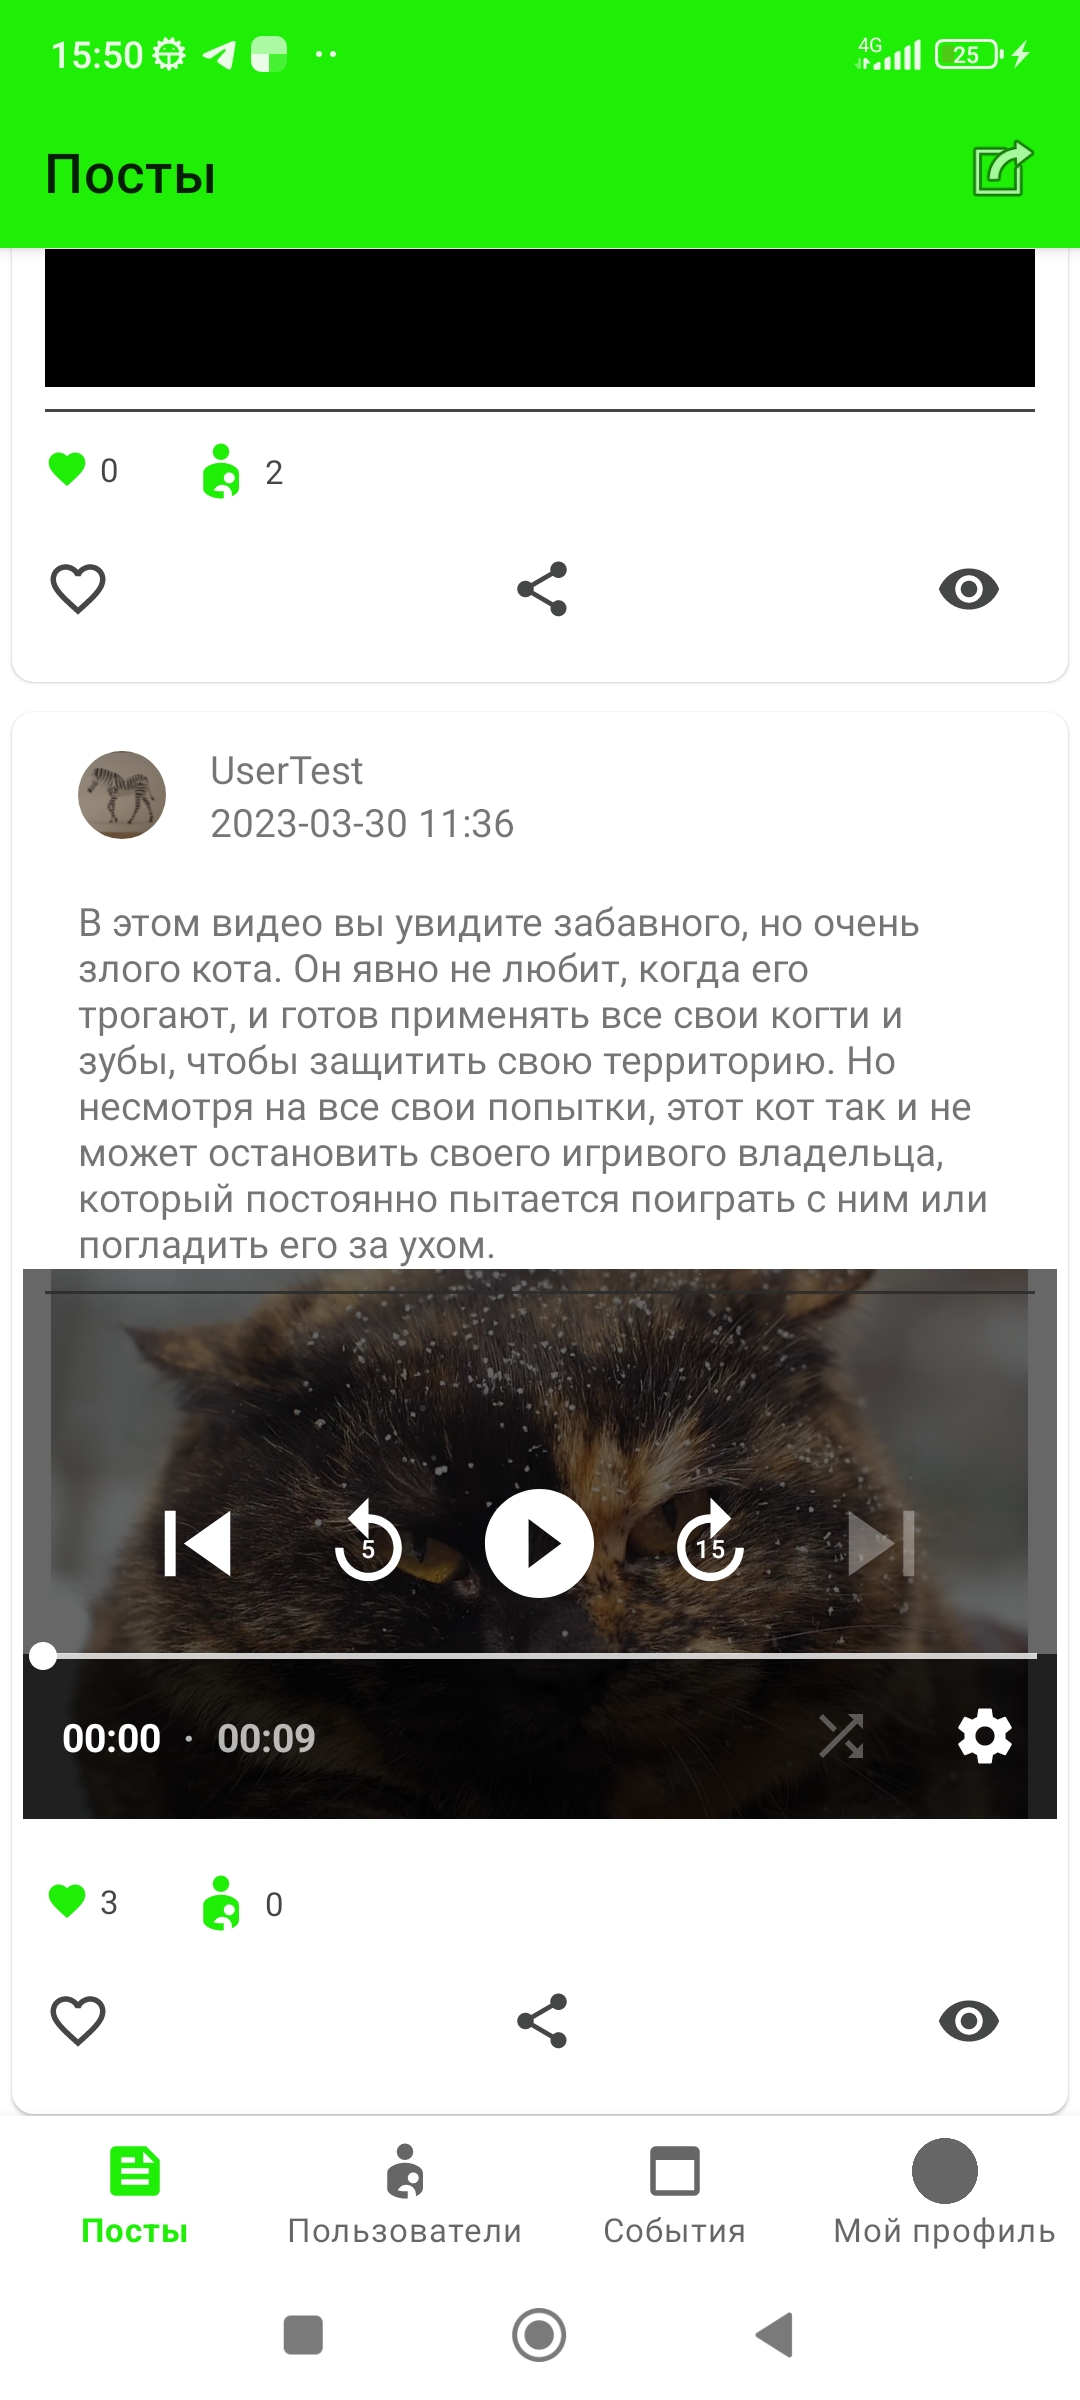 15:50
4G
25
Посты
0
2
UserTest
2023-03-30 11:36
В этом видео вы увидите забавного, но очень
злого кота. Он явно не любит, когда его
трогают, и готов применять все свои когти и
зубы, чтобы защитить свою территорию. Но
несмотря на все свои попытки, этот кот так и не
может остановить своего игривого владельца,
который постоянно пытается поиграть с ним или
погладить его за ухом.
5
15
00:00 · 00:09
3
0
Посты
Пользователи
События
Мой профиль